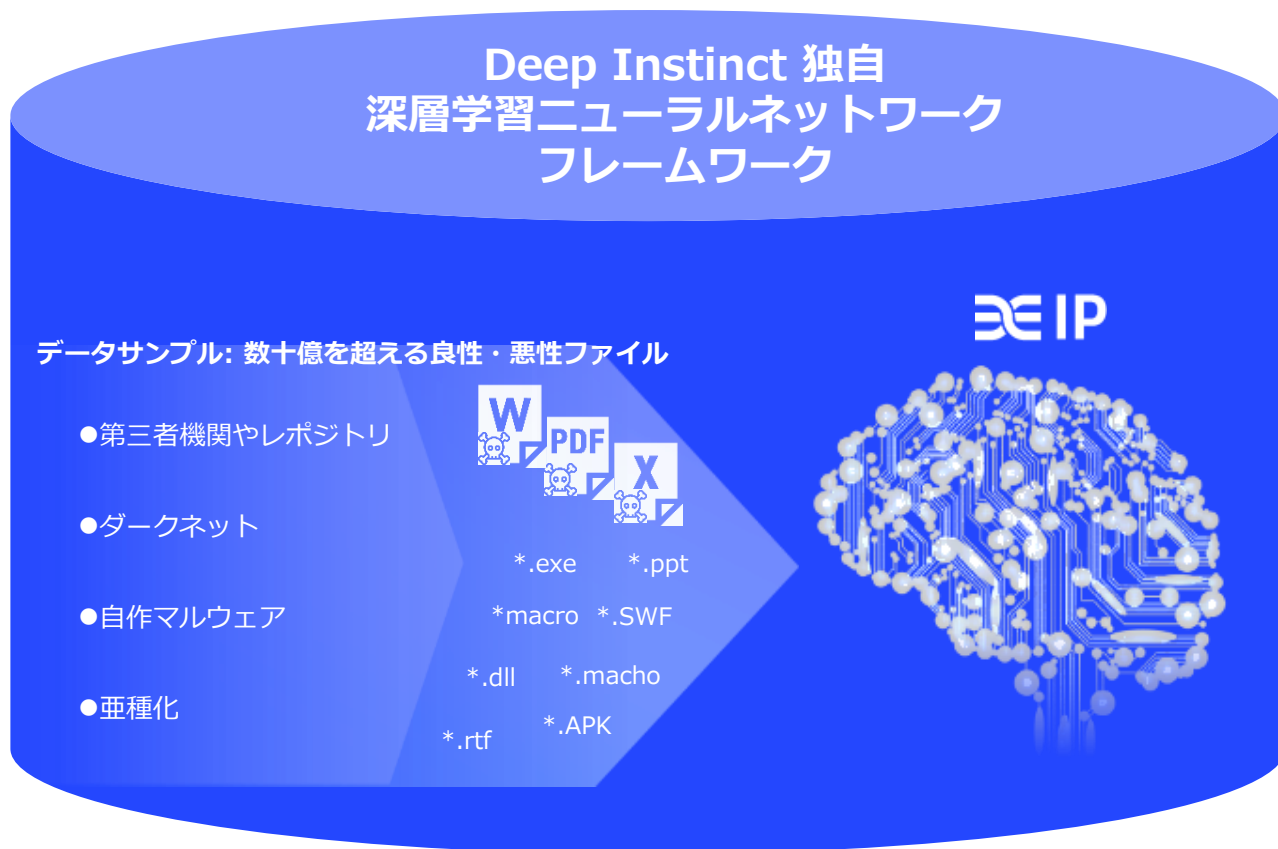 Deep Instinct 独自
深層学習ニューラルネットワーク
フレームワーク
IP
データサンプル: 数十億を超える良性・悪性ファイル
●第三者機関やレポジトリ
W
PDF
X
●ダークネット
*.exe *.ppt
●自作マルウェア
*macro *.SWF
*.dll *.macho
●亜種化
*.rtf *.APK